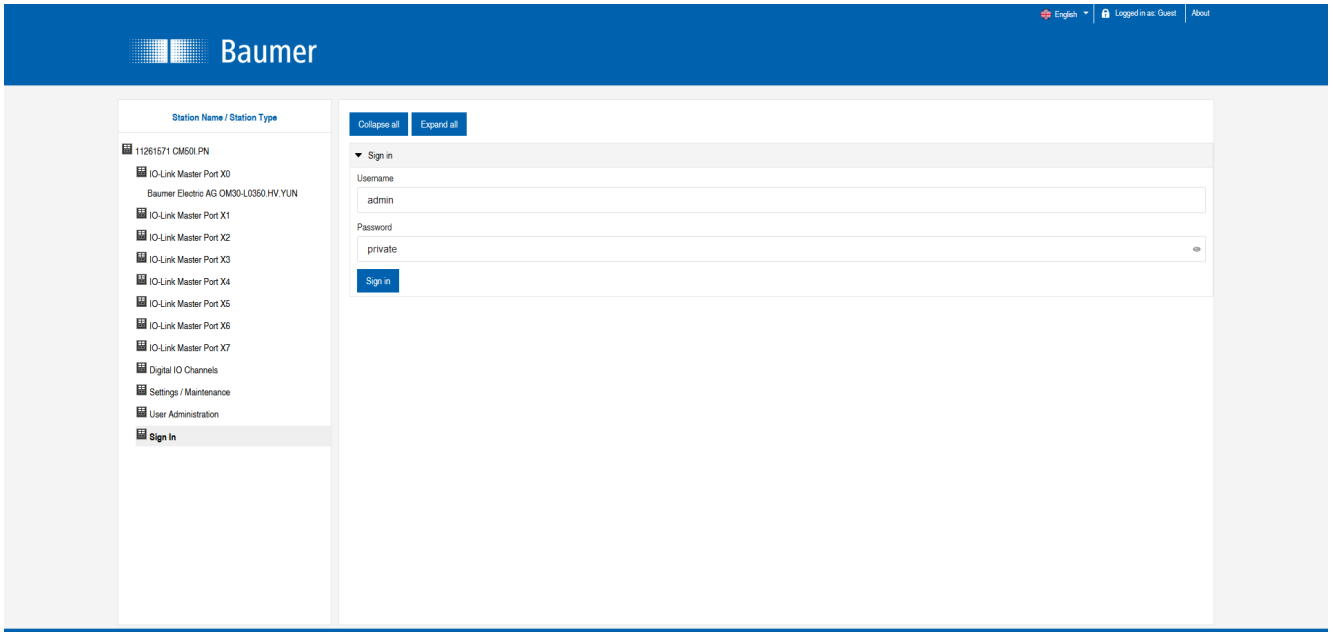 English
Logged in as: Guest
About
Baumer
Station Name / Station Type
11261571 CM50I.PN
IO-Link Master Port X0
Baumer Electric AG OM30-L0350.HV.YUN
IO-Link Master Port X1
IO-Link Master Port X2
IO-Link Master Port X3
IO-Link Master Port X4
IO-Link Master Port X5
IO-Link Master Port X6
IO-Link Master Port X7
Digital IO Channels
Settings / Maintenance
User Administration
Sign In
Collapse all
Expand all
Sign in
Username
admin
Password
private
Sign in